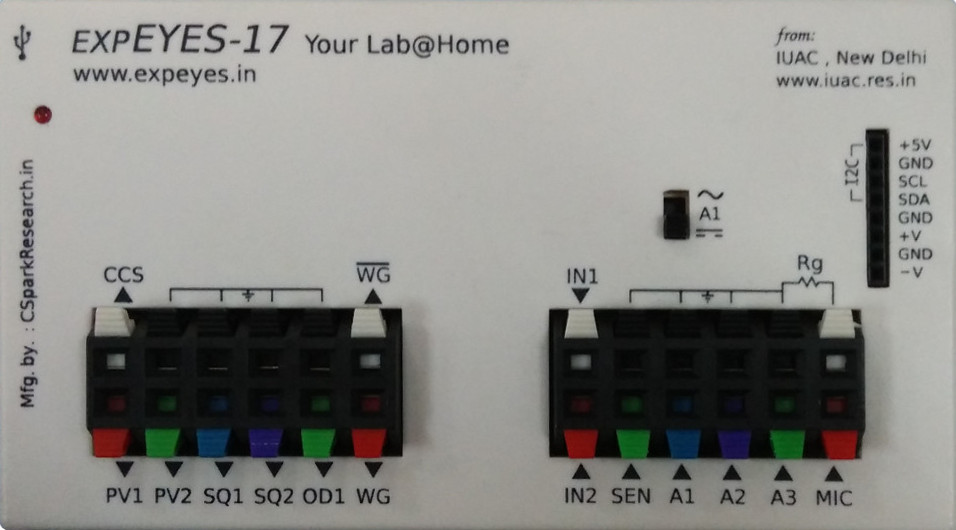 EXPEYES-17 Your Lab@Home
www.expeyes.in
from:
IUAC , New Delhi
www.iuac.res.in
Mfg. by. : CSparkResearch.in
I2C
+5V
GND
SCL
SDA
GND
+V
GND
−V
A1
CCS
WG
IN1
Rg
PV1 PV2 SQ1 SQ2 OD1 WG
IN2 SEN A1 A2 A3 MIC